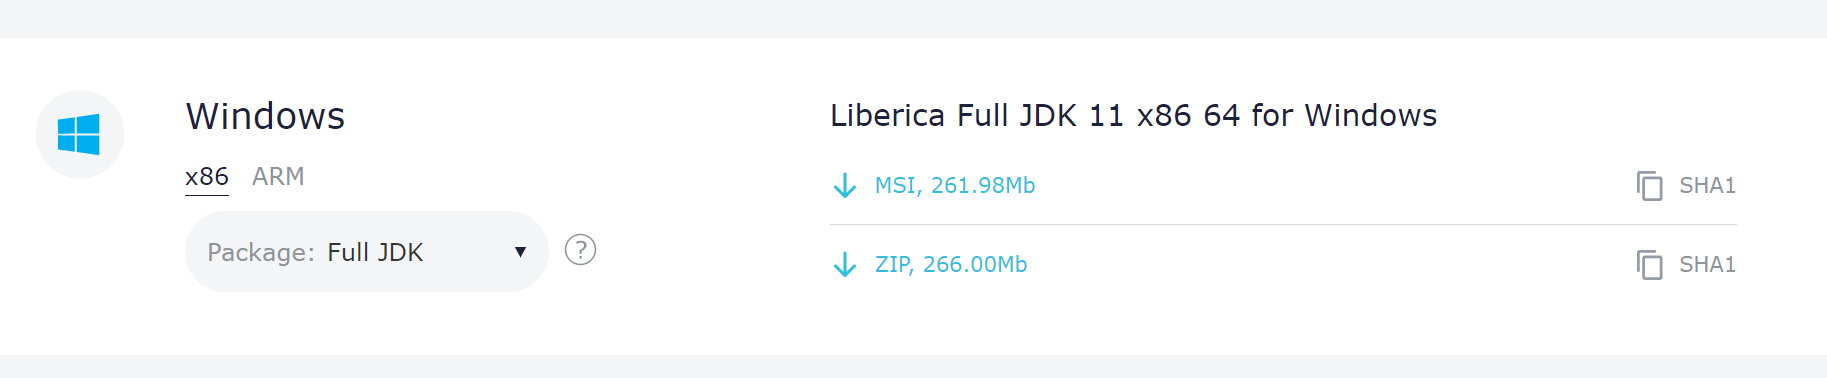 Windows
x86 ARM
Package: Full JDK
?
Liberica Full JDK 11 x86 64 for Windows
MSI, 261.98Mb SHA1
ZIP, 266.00Mb SHA1